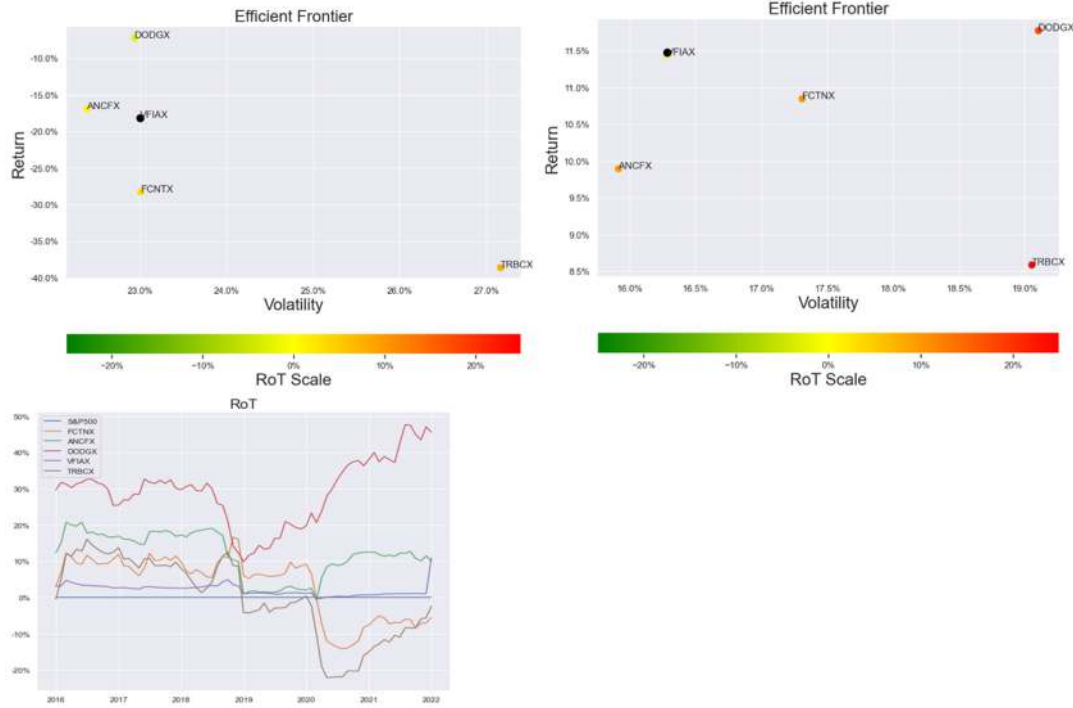 Efficient Frontier
DODGX
-10.0%
-15.0%
ANCFX
VFIAX
-20.0%
-25.0%
FCNTX
-30.0%
-35.0%
TRBCX
-40.0%
Return
23.0% 24.0% 25.0% 26.0% 27.0%
Volatility
−20% −10% 0% 10% 20%
RoT Scale
Efficient Frontier
DODGX
11.5%
VFIAX
11.0%
FCTNX
10.5%
10.0%
ANCFX
9.5%
9.0%
8.5%
TRBCX
Return
16.0% 16.5% 17.0% 17.5% 18.0% 18.5% 19.0%
Volatility
−20% −10% 0% 10% 20%
RoT Scale
RoT
50%
S&P500
FCTNX
ANCFX
DODGX
VFIAX
TRBCX
40%
30%
20%
10%
0%
-10%
-20%
2016 2017 2018 2019 2020 2021 2022